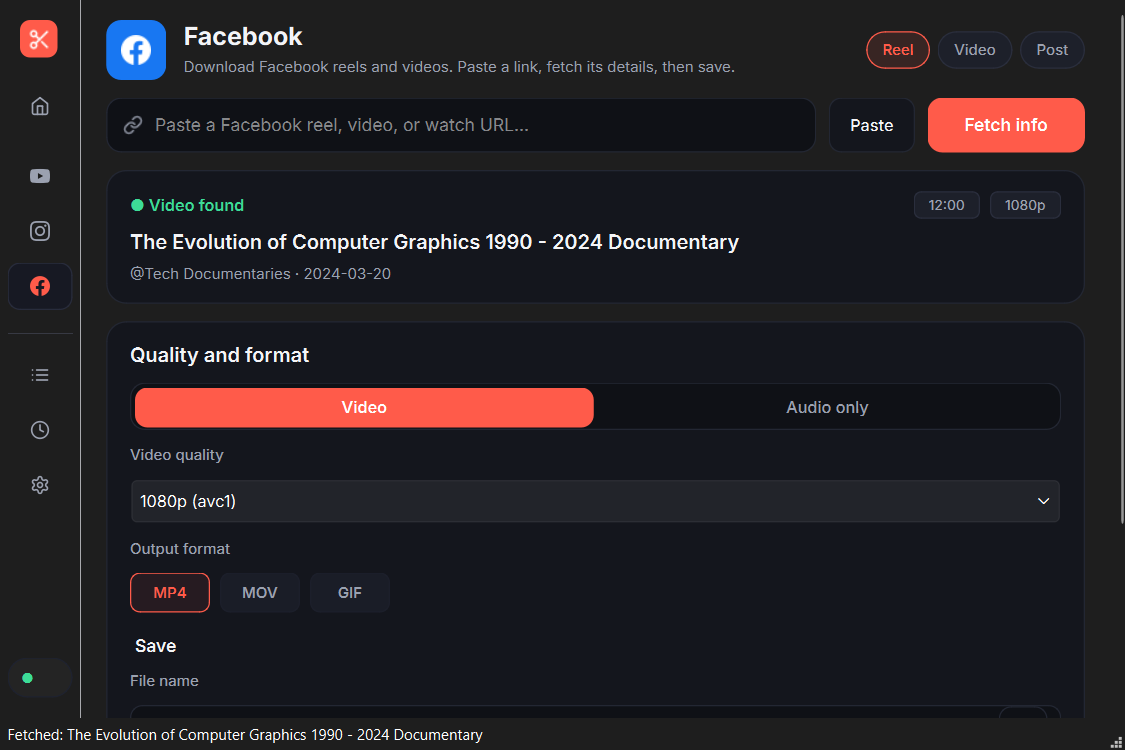 Facebook
Download Facebook reels and videos. Paste a link, fetch its details, then save.
Reel
Video
Post
Paste a Facebook reel, video, or watch URL...
Paste
Fetch info
Video found
12:00
1080p
The Evolution of Computer Graphics 1990 - 2024 Documentary
@Tech Documentaries · 2024-03-20
Quality and format
Video
Audio only
Video quality
1080p (avc1)
Output format
MP4
MOV
GIF
Save
File name
Fetched: The Evolution of Computer Graphics 1990 - 2024 Documentary